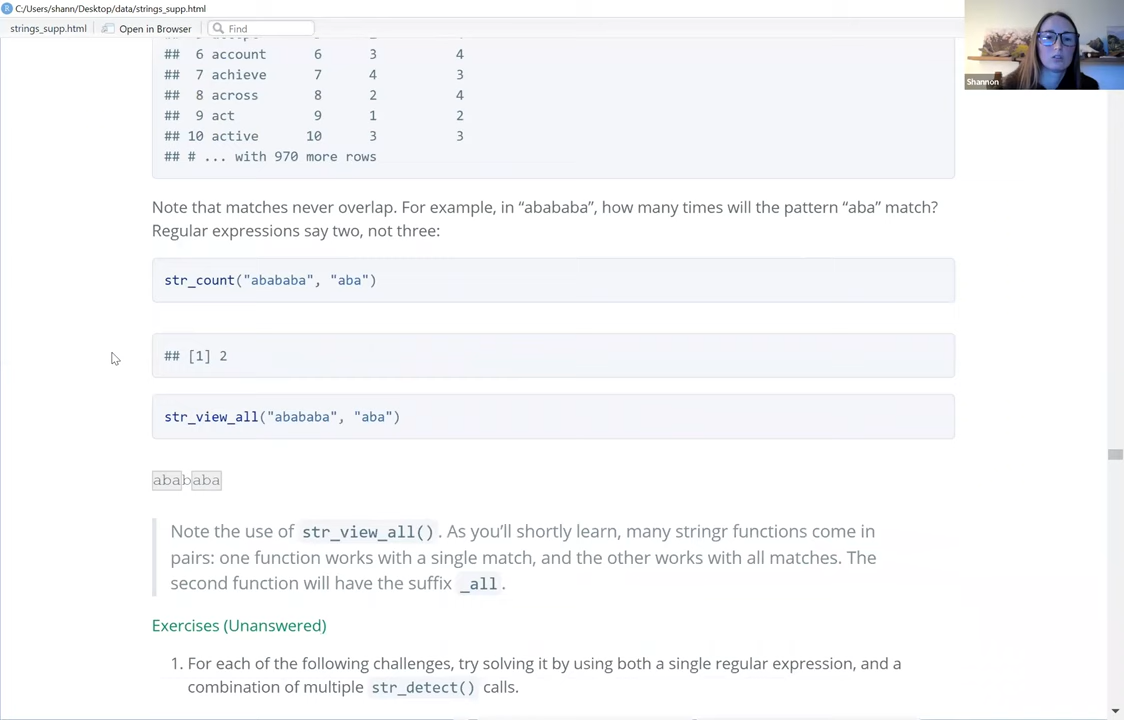 C:/Users/shann/Desktop/data/strings_supp.html
strings_supp.html Open in Browser Find
Shannon
## 6 account 6 3 4
## 7 achieve 7 4 3
## 8 across 8 2 4
## 9 act 9 1 2
## 10 active 10 3 3
## # ... with 970 more rows
Note that matches never overlap. For example, in “abababa”, how many times will the pattern “aba” match?
Regular expressions say two, not three:
str_count("abababa", "aba")
## [1] 2
str_view_all("abababa", "aba")
abababa
Note the use of str_view_all(). As you’ll shortly learn, many stringr functions come in
pairs: one function works with a single match, and the other works with all matches. The
second function will have the suffix _all.
Exercises (Unanswered)
1. For each of the following challenges, try solving it by using both a single regular expression, and a
combination of multiple str_detect() calls.